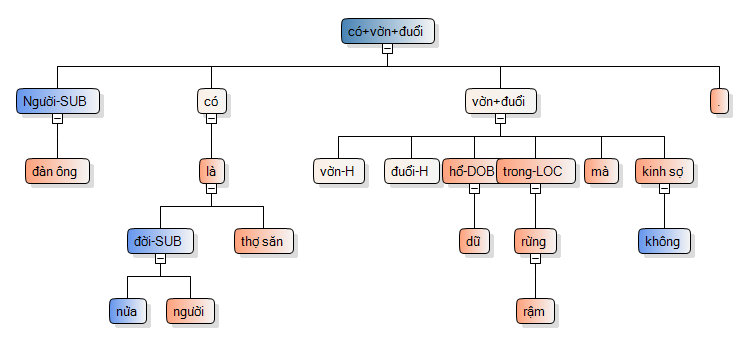 có+vờn+đuổi
Người-SUB có vờn+đuổi .
đàn ông là vờn-H đuổi-H hổ-DOB trong-LOC mà kinh sợ
đời-SUB thợ săn dữ rừng không
nửa người rậm